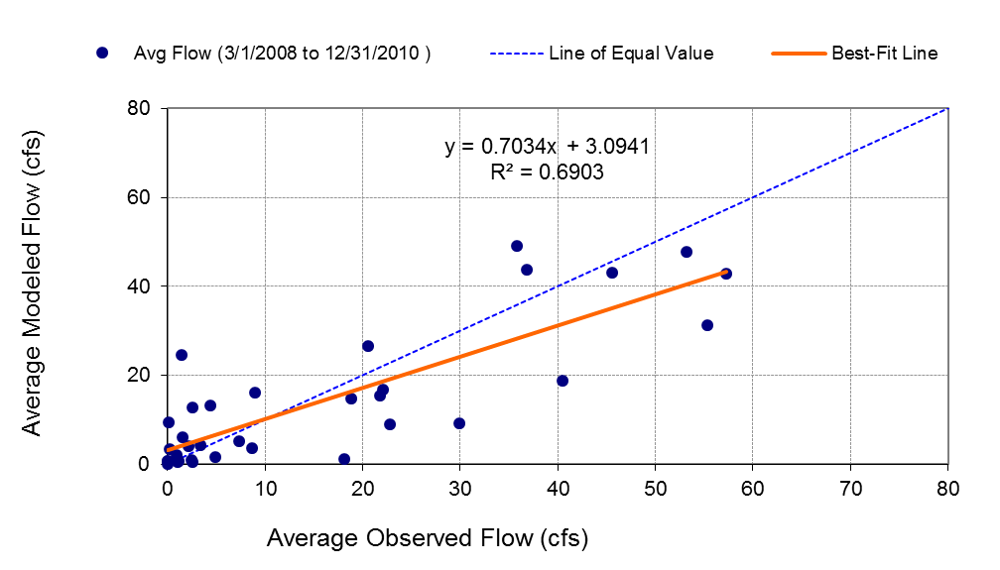 Avg Flow (3/1/2008 to 12/31/2010 )
Line of Equal Value
Best-Fit Line
y = 0.7034x + 3.0941
R² = 0.6903
Average Modeled Flow (cfs)
80
60
40
20
0
0 10 20 30 40 50 60 70 80
Average Observed Flow (cfs)